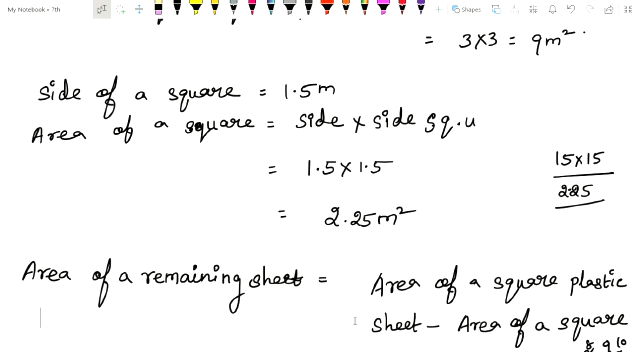 My Notebook • 7th
Shapes
= 3×3 = 9m².
Side of a square = 1.5m
Area of a square = side × side sq.u
= 1.5 × 1.5
15×15
225
= 2.25m²
Area of a remaining sheet = Area of a square plastic
sheet – Area of a square